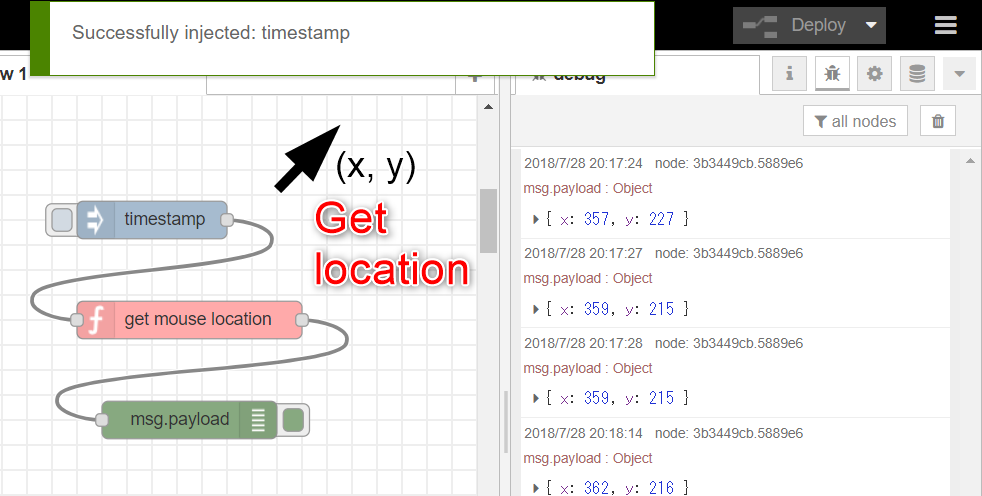 Successfully injected: timestamp
Deploy
w 1
debug
all nodes
(x, y)
Get
location
timestamp
get mouse location
msg.payload
2018/7/28 20:17:24 node: 3b3449cb.5889e6
msg.payload : Object
{ x: 357, y: 227 }
2018/7/28 20:17:27 node: 3b3449cb.5889e6
msg.payload : Object
{ x: 359, y: 215 }
2018/7/28 20:17:28 node: 3b3449cb.5889e6
msg.payload : Object
{ x: 359, y: 215 }
2018/7/28 20:18:14 node: 3b3449cb.5889e6
msg.payload : Object
{ x: 362, y: 216 }